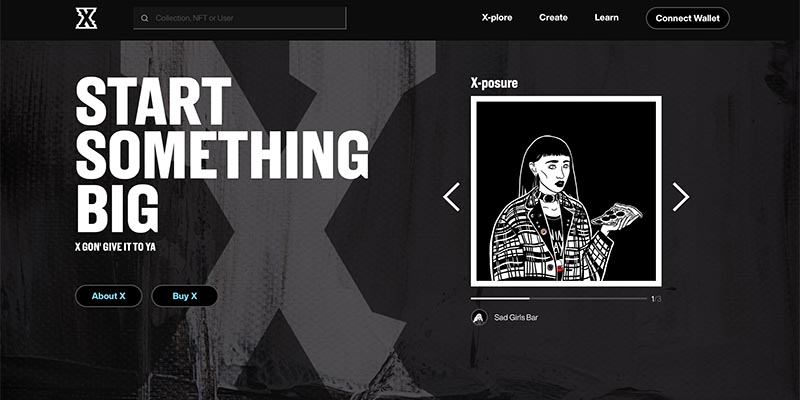 X
Collection, NFT or User
X-plore
Create
Learn
Connect Wallet
START
SOMETHING
BIG
X GON' GIVE IT TO YA
About X
Buy X
X-posure
1/3
Sad Girls Bar